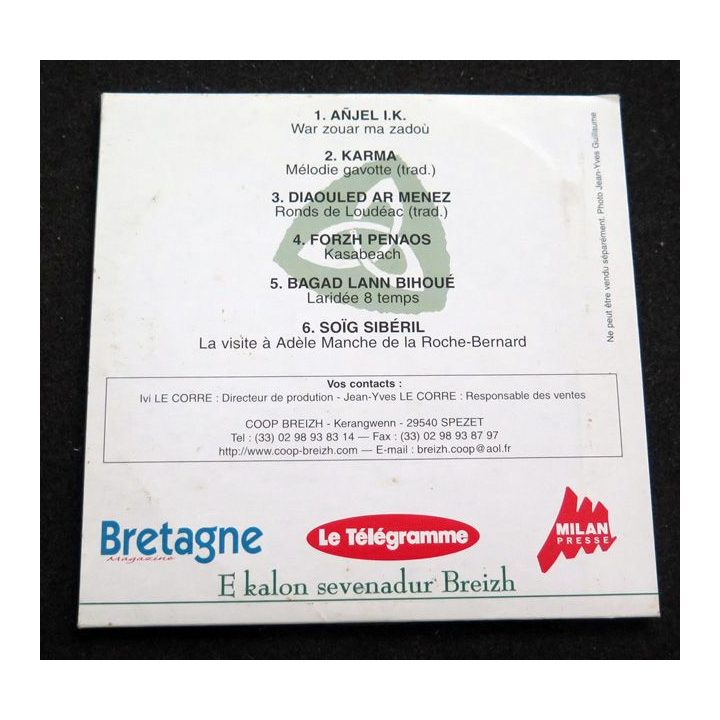 1. AÑJEL I.K.
War zouar ma zadoù
2. KARMA
Mélodie gavotte (trad.)
3. DIAOULED AR MENEZ
Ronds de Loudéac (trad.)
4. FORZH PENAOS
Kasabeach
5. BAGAD LANN BIHOUÉ
Laridée 8 temps
6. SOÏG SIBÉRIL
La visite à Adèle Manche de la Roche-Bernard
Ne peut être vendu séparément. Photo Jean-Yves Guillaume
Vos contacts :
Ivi LE CORRE : Directeur de prodution - Jean-Yves LE CORRE : Responsable des ventes
COOP BREIZH - Kerangwenn - 29540 SPEZET
Tel : (33) 02 98 93 83 14 — Fax : (33) 02 98 93 87 97
http://www.coop-breizh.com — E-mail : breizh.coop@aol.fr
Bretagne
magazine
Le Télégramme
MILAN
PRESSE
E kalon sevenadur Breizh